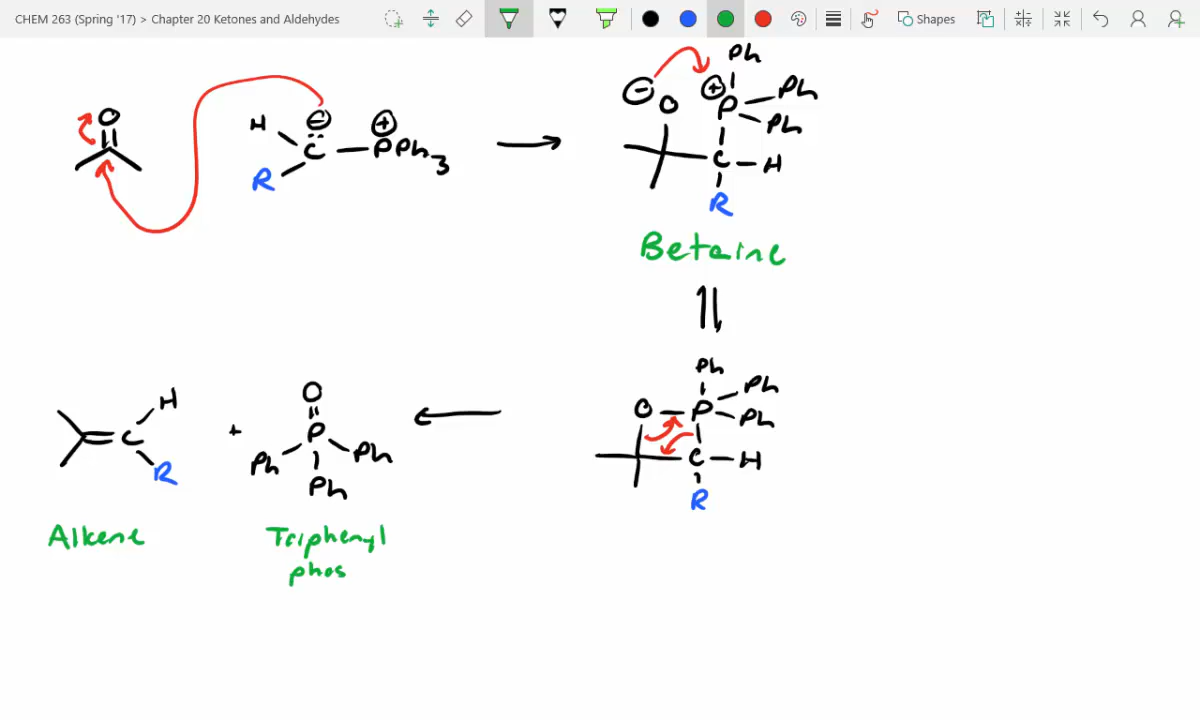 CHEM 263 (Spring '17) > Chapter 20 Ketones and Aldehydes
Shapes
O
H
⊖
C
⊕
PPh3
R
⊖
O
⊕
P
Ph
Ph
Ph
C
H
R
Betaine
Ph
O
P
Ph
Ph
C
H
R
H
C
R
+
O
P
Ph
Ph
Ph
Alkene
Triphenyl
phos